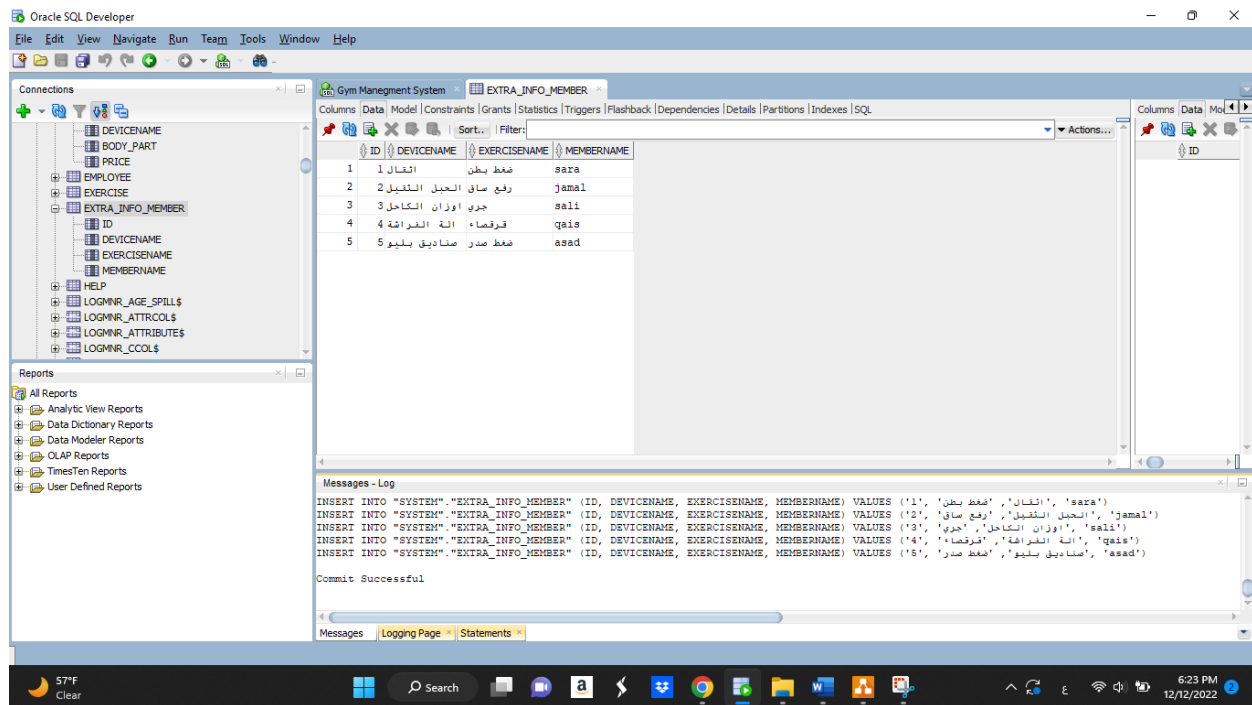 Oracle SQL Developer
File Edit View Navigate Run Team Tools Window Help
Connections
DEVICENAME
BODY_PART
PRICE
EMPLOYEE
EXERCISE
EXTRA_INFO_MEMBER
ID
DEVICENAME
EXERCISENAME
MEMBERNAME
HELP
LOGMNR_AGE_SPILL$
LOGMNR_ATTRCOL$
LOGMNR_ATTRIBUTE$
LOGMNR_CCOL$
Reports
All Reports
Analytic View Reports
Data Dictionary Reports
Data Modeler Reports
OLAP Reports
TimesTen Reports
User Defined Reports
Gym Manegment System EXTRA_INFO_MEMBER
Columns Data Model Constraints Grants Statistics Triggers Flashback Dependencies Details Partitions Indexes SQL
Sort.. Filter: Actions...
ID DEVICENAME EXERCISENAME MEMBERNAME
1 1 اثقال ضغط بطن sara
2 2 الحبل الثقيل رفع ساق jamal
3 3 اوزان الكاحل جري sali
4 4 الة الفراشة قرقصاء qais
5 5 صناديق بليو ضغط صدر asad
Columns Data
ID
Messages - Log
INSERT INTO "SYSTEM"."EXTRA_INFO_MEMBER" (ID, DEVICENAME, EXERCISENAME, MEMBERNAME) VALUES ('1', 'اثقال', 'ضغط بطن', 'sara')
INSERT INTO "SYSTEM"."EXTRA_INFO_MEMBER" (ID, DEVICENAME, EXERCISENAME, MEMBERNAME) VALUES ('2', 'الحبل الثقيل', 'رفع ساق', 'jamal')
INSERT INTO "SYSTEM"."EXTRA_INFO_MEMBER" (ID, DEVICENAME, EXERCISENAME, MEMBERNAME) VALUES ('3', 'اوزان الكاحل', 'جري', 'sali')
INSERT INTO "SYSTEM"."EXTRA_INFO_MEMBER" (ID, DEVICENAME, EXERCISENAME, MEMBERNAME) VALUES ('4', 'الة الفراشة', 'قرقصاء', 'qais')
INSERT INTO "SYSTEM"."EXTRA_INFO_MEMBER" (ID, DEVICENAME, EXERCISENAME, MEMBERNAME) VALUES ('5', 'صناديق بليو', 'ضغط صدر', 'asad')
Commit Successful
Messages Logging Page Statements
57°F
Clear
Search
ع
6:23 PM
12/12/2022
2